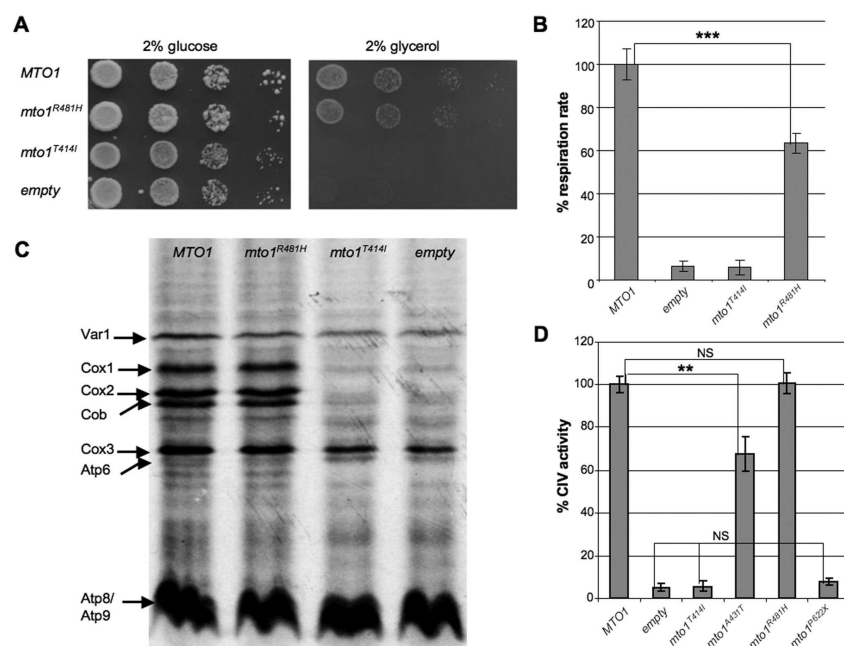 A
2% glucose
2% glycerol
MTO1
mto1R481H
mto1T414I
empty
B
***
% respiration rate
120
100
80
60
40
20
0
MTO1
empty
mto1T414I
mto1R481H
C
MTO1
mto1R481H
mto1T414I
empty
Var1
Cox1
Cox2
Cob
Cox3
Atp6
Atp8/
Atp9
D
NS
**
NS
% CIV activity
120
100
80
60
40
20
0
MTO1
empty
mto1T414I
mto1A431T
mto1R481H
mto1P622X